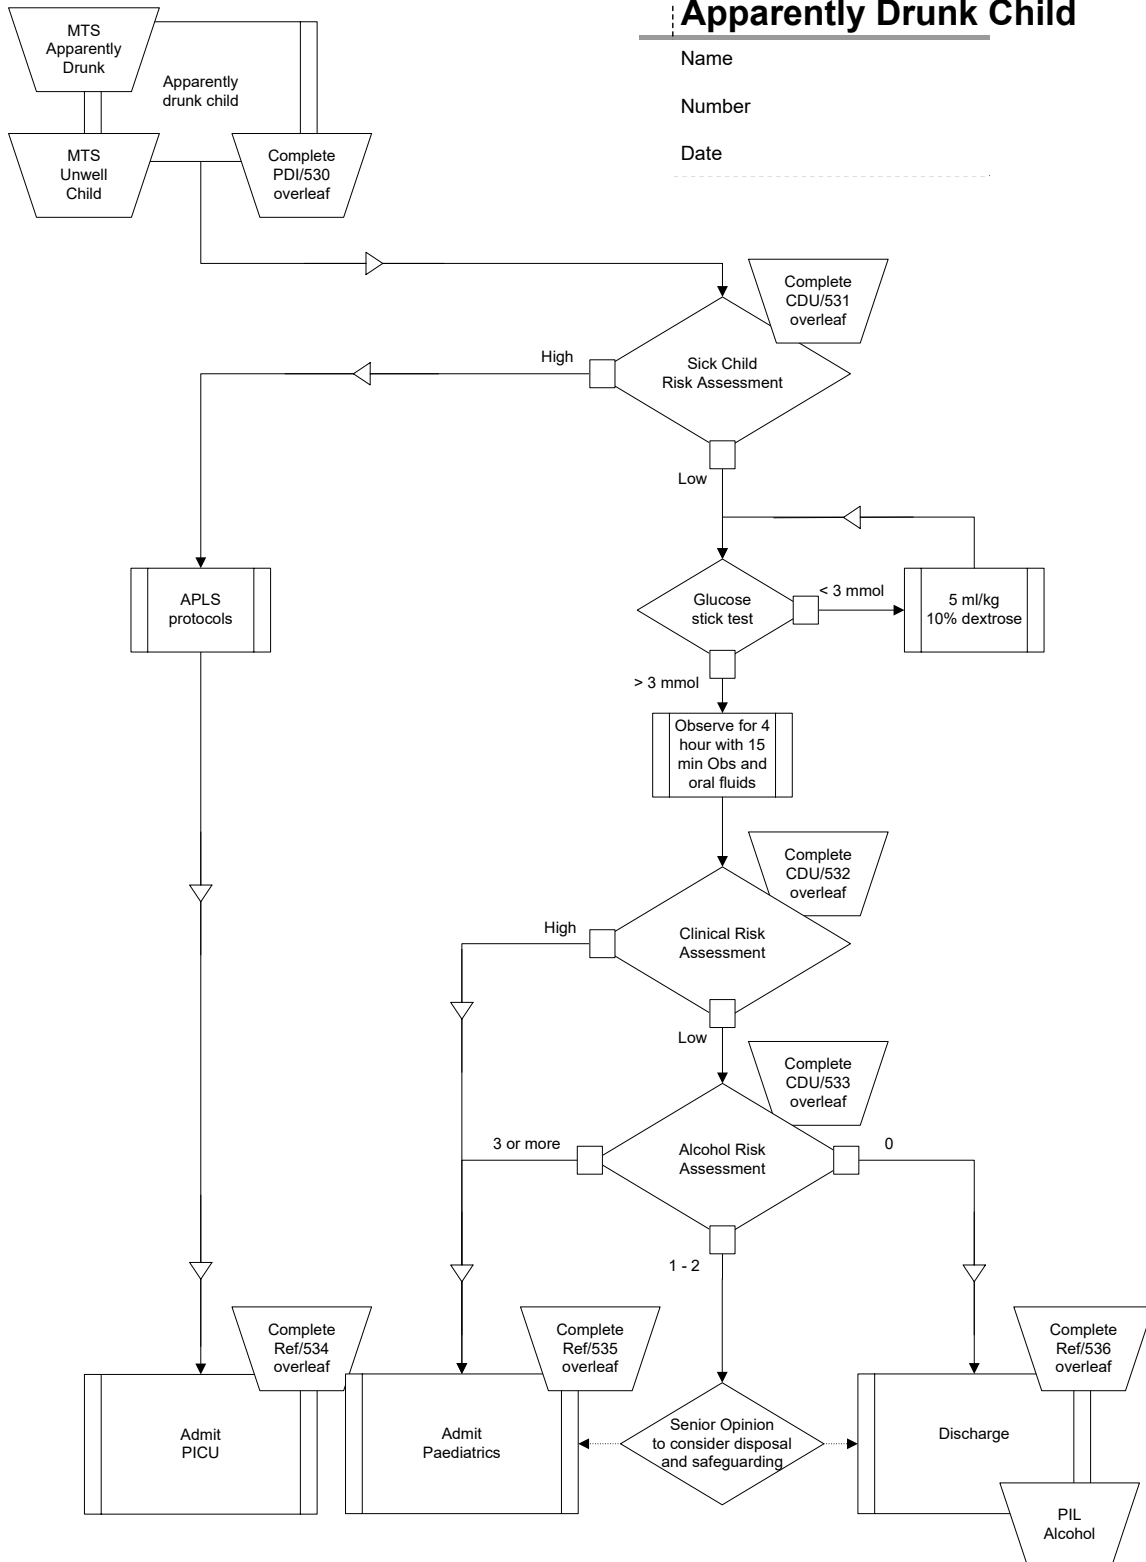 Apparently Drunk Child
Name
Number
Date
MTS
Apparently
Drunk
Apparently
drunk child
MTS
Unwell
Child
Complete
PDI/530
overleaf
Complete
CDU/531
overleaf
High
Sick Child
Risk Assessment
Low
APLS
protocols
Glucose
stick test
< 3 mmol
5 ml/kg
10% dextrose
> 3 mmol
Observe for 4
hour with 15
min Obs and
oral fluids
Complete
CDU/532
overleaf
High
Clinical Risk
Assessment
Low
Complete
CDU/533
overleaf
3 or more
Alcohol Risk
Assessment
0
1 - 2
Complete
Ref/534
overleaf
Complete
Ref/535
overleaf
Complete
Ref/536
overleaf
Admit
PICU
Admit
Paediatrics
Senior Opinion
to consider disposal
and safeguarding
Discharge
PIL
Alcohol